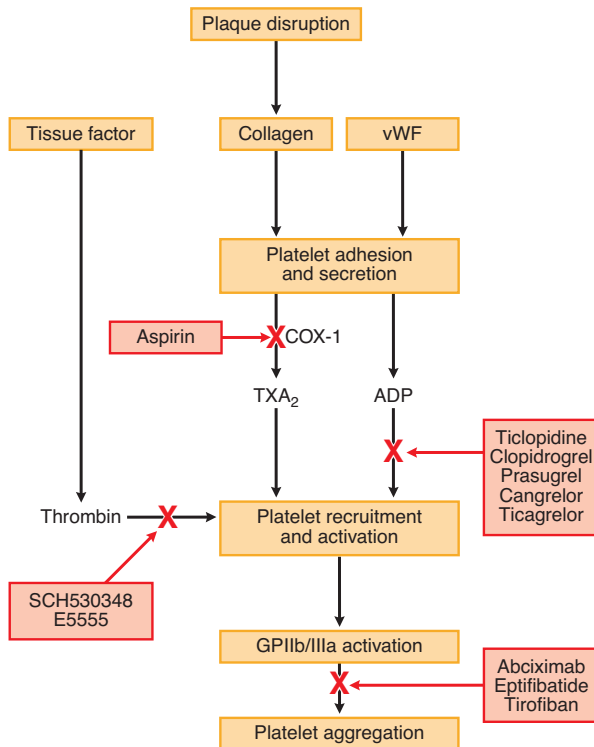 Plaque disruption
Tissue factor
Collagen
vWF
Platelet adhesion
and secretion
Aspirin
X COX-1
TXA₂
ADP
X
Ticlopidine
Clopidrogrel
Prasugrel
Cangrelor
Ticagrelor
Thrombin
X
Platelet recruitment
and activation
SCH530348
E5555
GPIIb/IIIa activation
X
Abciximab
Eptifibatide
Tirofiban
Platelet aggregation